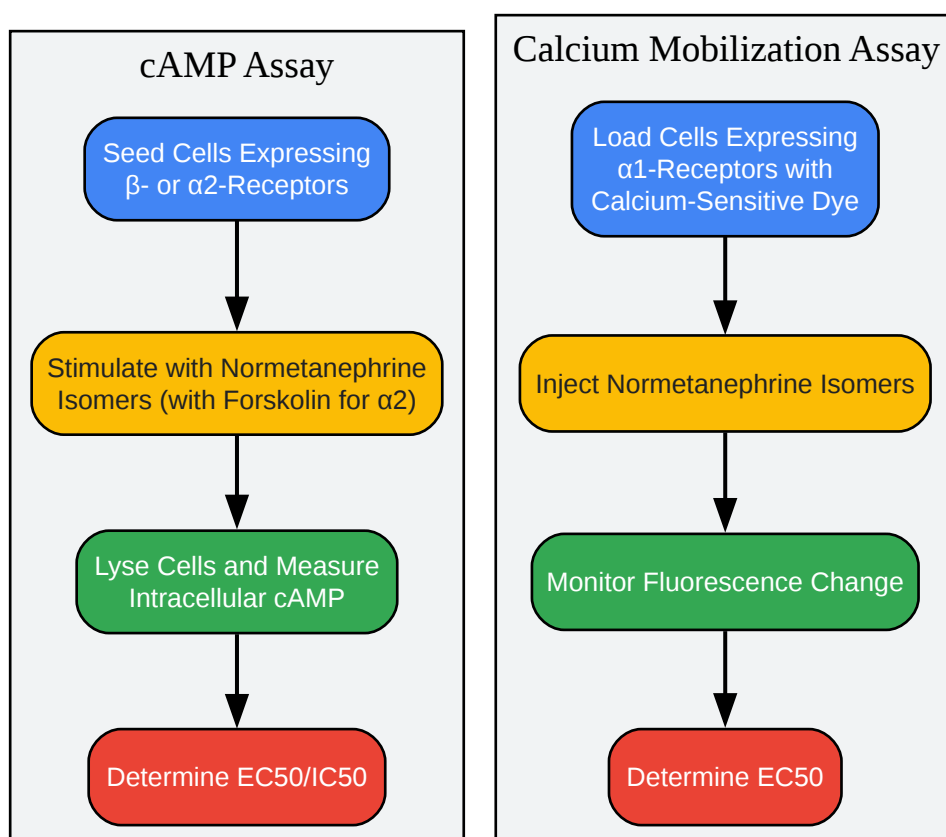 cAMP Assay
Seed Cells Expressing
β- or α2-Receptors
Stimulate with Normetanephrine
Isomers (with Forskolin for α2)
Lyse Cells and Measure
Intracellular cAMP
Determine EC50/IC50
Calcium Mobilization Assay
Load Cells Expressing
α1-Receptors with
Calcium-Sensitive Dye
Inject Normetanephrine Isomers
Monitor Fluorescence Change
Determine EC50